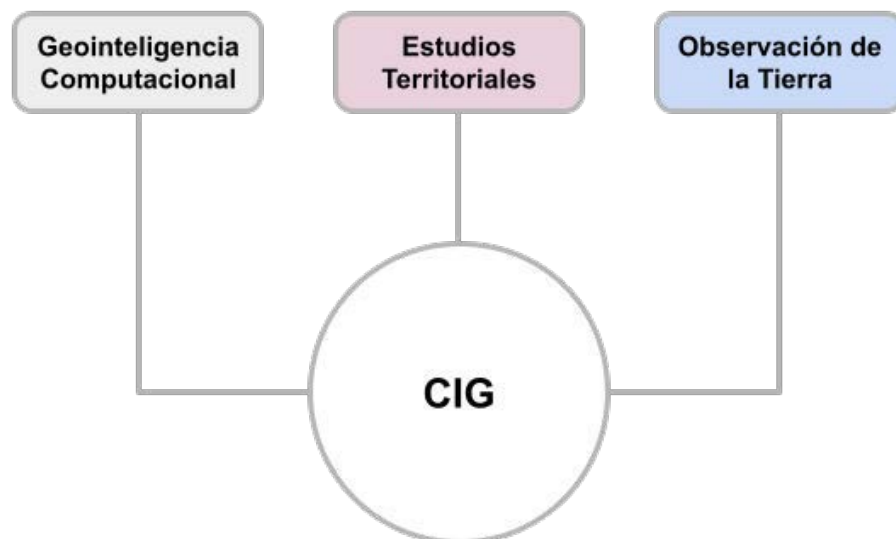 Geointeligencia
Computacional
Estudios
Territoriales
Observación de
la Tierra
CIG